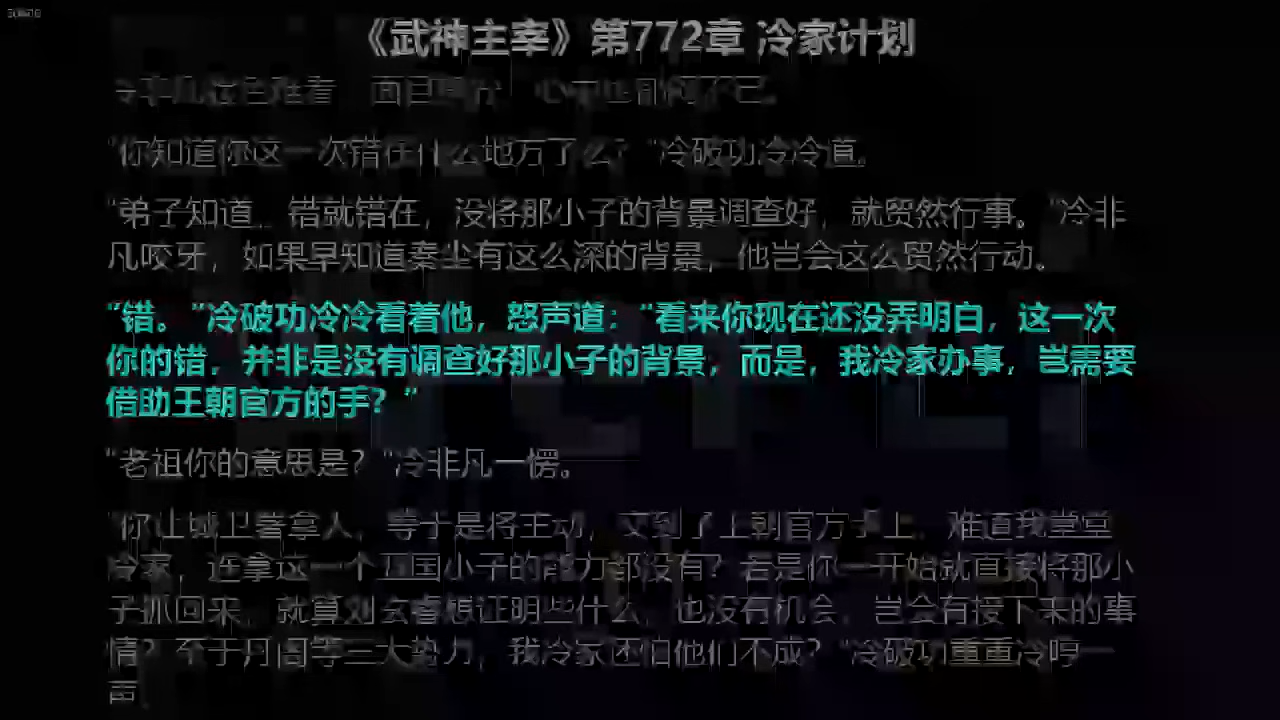 《武神主宰》第772章 冷家计划
冷非凡脸色难看
“你知道你这一次错在什么地方了么？”冷破功冷冷道。
“弟子知道，错就错在，没将那小子的背景调查好，就贸然行事。”冷非
凡咬牙，如果早知道秦尘有这么深的背景，他岂会这么贸然行动。
“错。”冷破功冷冷看着他，怒声道：“看来你现在还没弄明白，这一次
你的错，并非是没有调查好那小子的背景，而是，我冷家办事，岂需要
借助王朝官方的手？”
“老祖你的意思是？”冷非凡一愣。
“你让城卫署拿人，等于是将主动，交到了王朝官方手上，难道我堂堂
冷家，连拿这一个五国小子的能力都没有？若是你一开始就直接将那小
子抓回来，就算刘玄睿想证明些什么，也没有机会，岂会有接下来的事
情？至于丹阁等三大势力，我冷家还怕他们不成？”冷破功重重冷哼一
声。